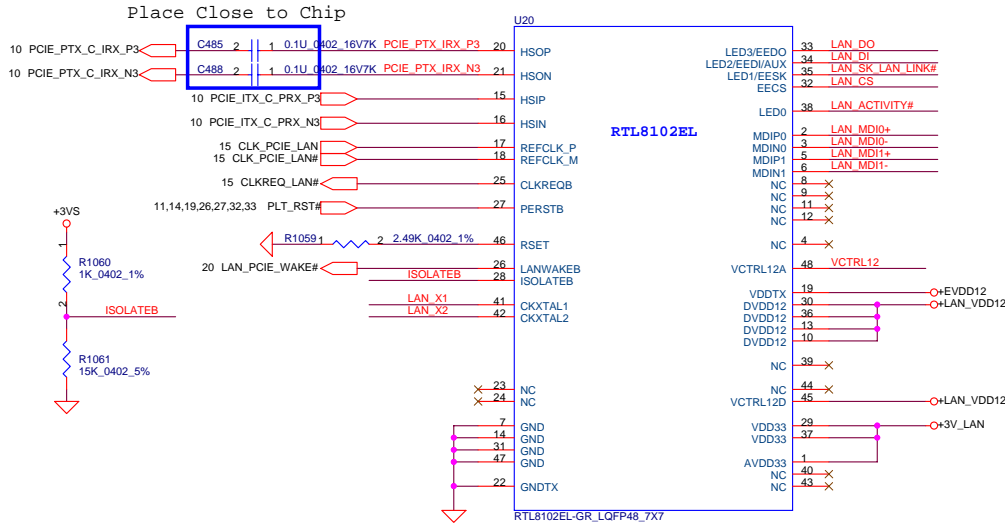 Place Close to Chip
U20
10 PCIE_PTX_C_IRX_P3 C485 2 1 0.1U_0402_16V7K PCIE_PTX_IRX_P3 20 HSOP
10 PCIE_PTX_C_IRX_N3 C488 2 1 0.1U_0402_16V7K PCIE_PTX_IRX_N3 21 HSON
10 PCIE_ITX_C_PRX_P3 15 HSIP
10 PCIE_ITX_C_PRX_N3 16 HSIN
15 CLK_PCIE_LAN 17 REFCLK_P
15 CLK_PCIE_LAN# 18 REFCLK_M
15 CLKREQ_LAN# 25 CLKREQB
11,14,19,26,27,32,33 PLT_RST# 27 PERSTB
R1059 1 2 2.49K_0402_1% 46 RSET
20 LAN_PCIE_WAKE# 26 LANWAKEB
ISOLATEB 28 ISOLATEB
LAN_X1 41 CKXTAL1
LAN_X2 42 CKXTAL2
23 NC
24 NC
7 GND
14 GND
31 GND
47 GND
22 GNDTX
+3VS
1
R1060
1K_0402_1%
2
ISOLATEB
R1061
15K_0402_5%
RTL8102EL
LED3/EEDO 33 LAN_DO
LED2/EEDI/AUX 34 LAN_DI
LED1/EESK 35 LAN_SK_LAN_LINK#
EECS 32 LAN_CS
LED0 38 LAN_ACTIVITY#
MDIP0 2 LAN_MDI0+
MDIN0 3 LAN_MDI0-
MDIP1 5 LAN_MDI1+
MDIN1 6 LAN_MDI1-
NC 8
NC 9
NC 11
NC 12
NC 4
VCTRL12A 48 VCTRL12
VDDTX 19 +EVDD12
DVDD12 30 +LAN_VDD12
DVDD12 36
DVDD12 13
DVDD12 10
NC 39
NC 44
VCTRL12D 45 +LAN_VDD12
VDD33 29 +3V_LAN
VDD33 37
AVDD33 1
NC 40
NC 43
RTL8102EL-GR_LQFP48_7X7